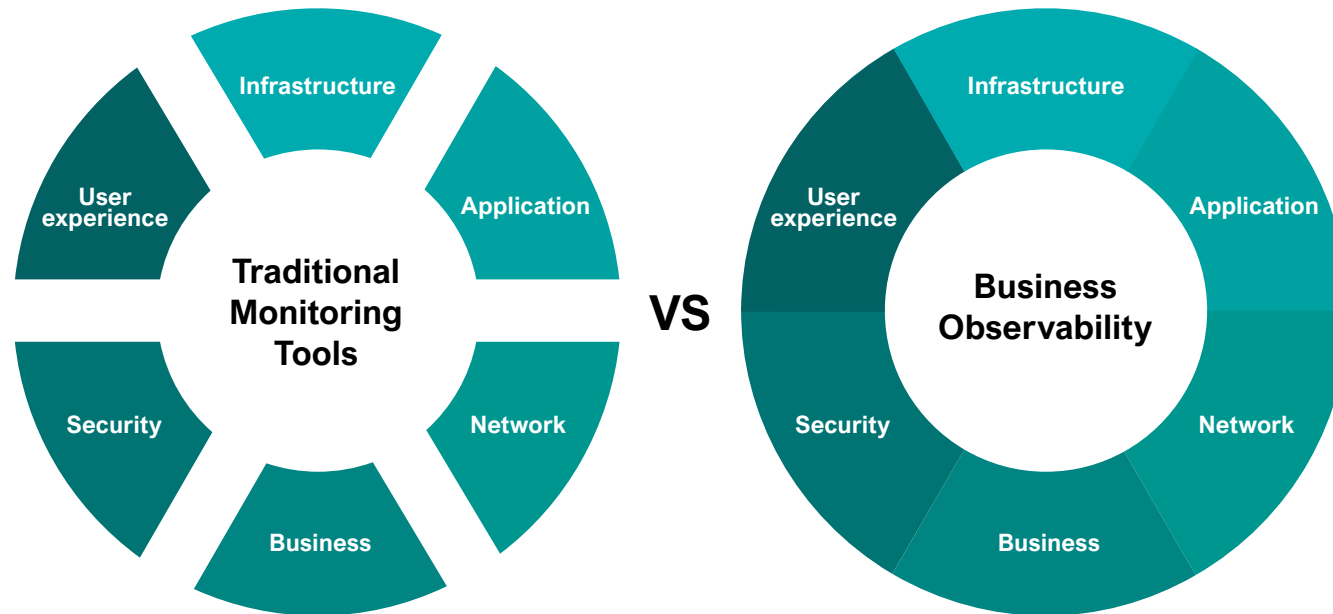 Infrastructure
Application
Network
Business
Security
User
experience
Traditional
Monitoring
Tools
VS
Infrastructure
Application
Network
Business
Security
User
experience
Business
Observability